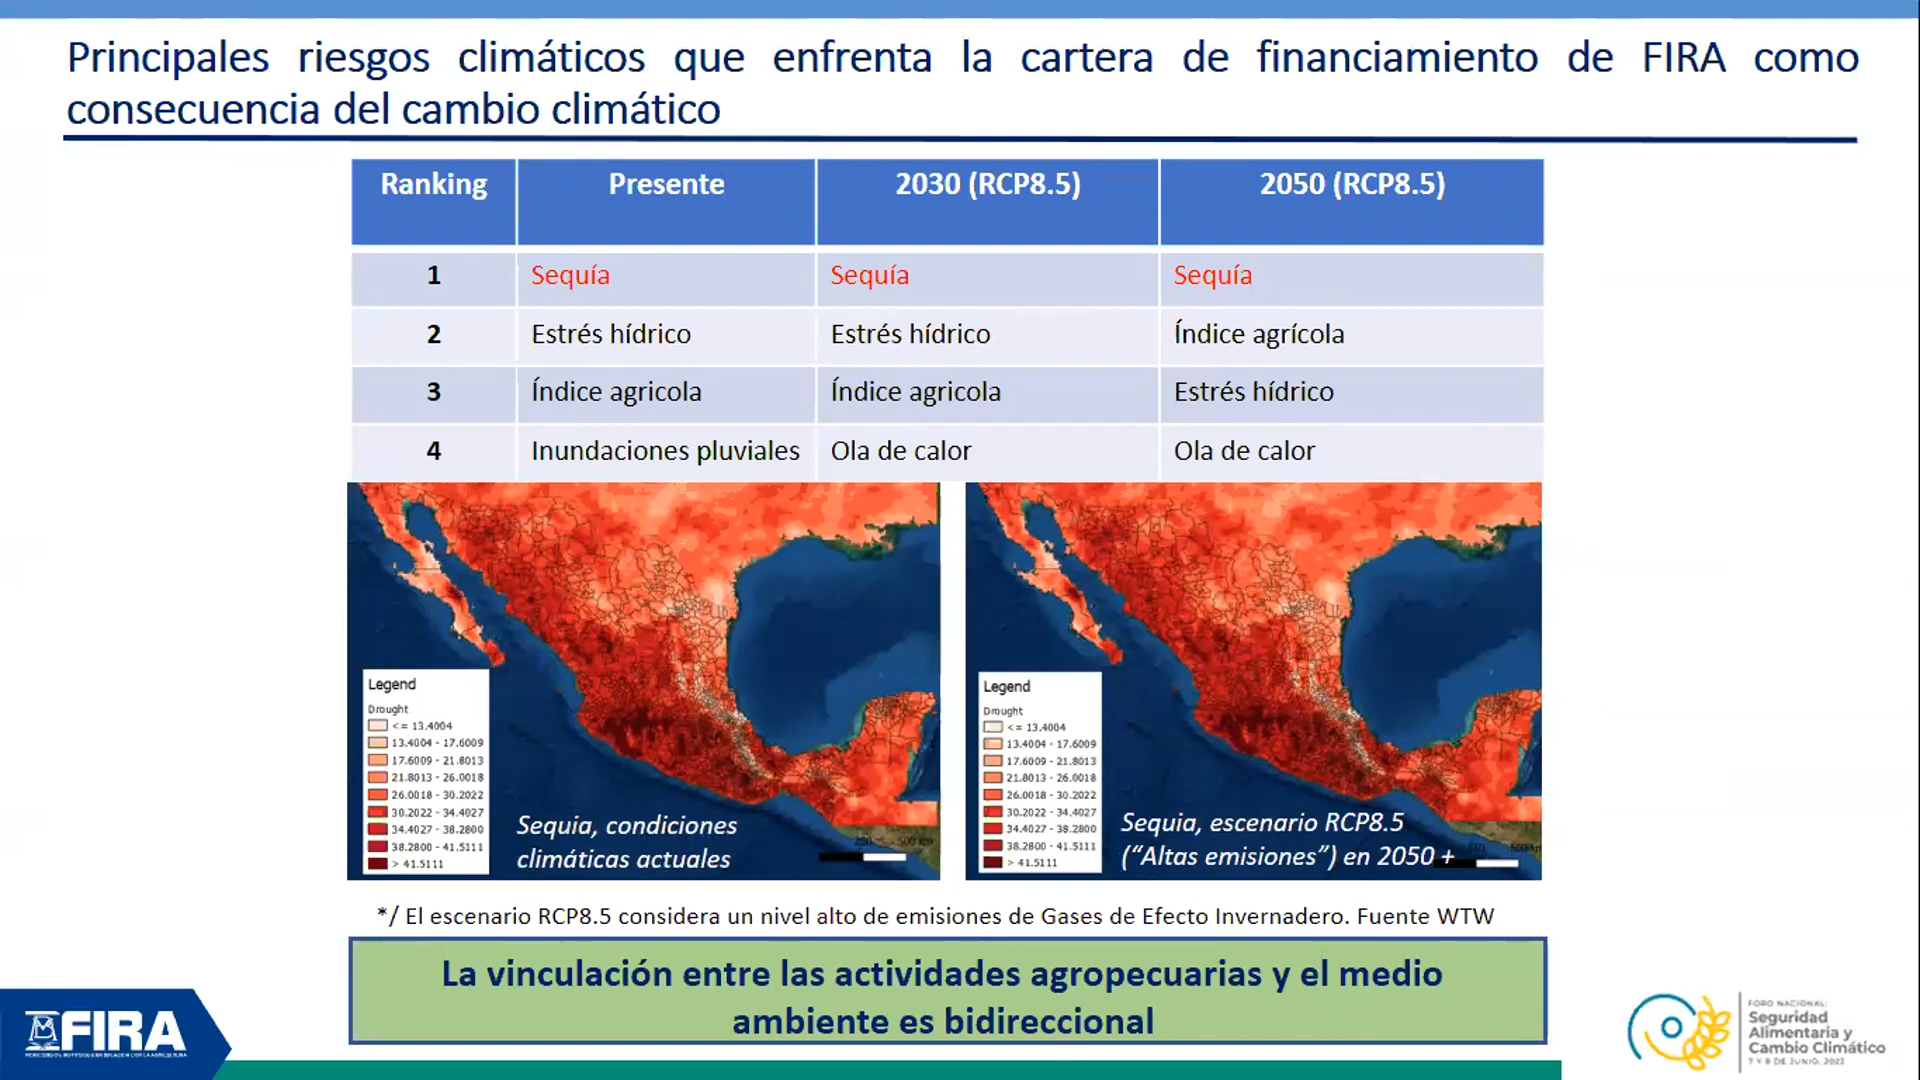 Principales riesgos climáticos que enfrenta la cartera de financiamiento de FIRA como
consecuencia del cambio climático
Ranking Presente 2030 (RCP8.5) 2050 (RCP8.5)
1 Sequía Sequía Sequía
2 Estrés hídrico Estrés hídrico Índice agrícola
3 Índice agricola Índice agricola Estrés hídrico
4 Inundaciones pluviales Ola de calor Ola de calor
Legend
Drought
<= 13.4004
13.4004 - 17.6009
17.6009 - 21.8013
21.8013 - 26.0018
26.0018 - 30.2022
30.2022 - 34.4027
34.4027 - 38.2800
38.2800 - 41.5111
> 41.5111
Sequia, condiciones
climáticas actuales
250 500 km
Legend
Drought
<= 13.4004
13.4004 - 17.6009
17.6009 - 21.8013
21.8013 - 26.0018
26.0018 - 30.2022
30.2022 - 34.4027
34.4027 - 38.2800
38.2800 - 41.5111
> 41.5111
Sequia, escenario RCP8.5
(“Altas emisiones”) en 2050 +
*/ El escenario RCP8.5 considera un nivel alto de emisiones de Gases de Efecto Invernadero. Fuente WTW
La vinculación entre las actividades agropecuarias y el medio
ambiente es bidireccional
FIRA
FORO NACIONAL:
Seguridad
Alimentaria y
Cambio Climático
7 Y 8 DE JUNIO, 2022